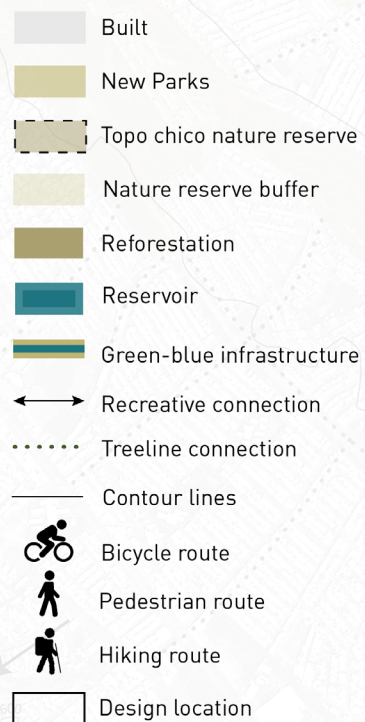 Built
New Parks
Topo chico nature reserve
Nature reserve buffer
Reforestation
Reservoir
Green-blue infrastructure
Recreative connection
Treeline connection
Contour lines
Bicycle route
Pedestrian route
Hiking route
Design location